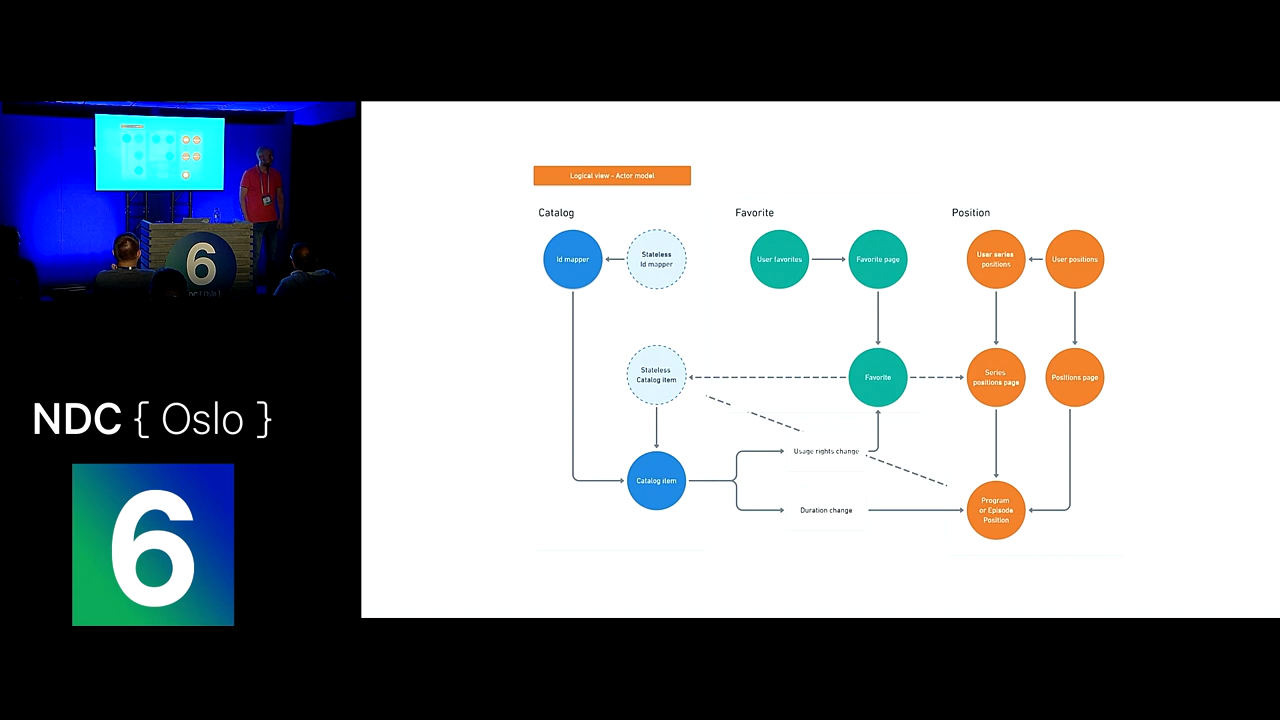 Logical view - Actor model
Catalog
Favorite
Position
Id mapper
Stateless
Id mapper
User favorites
Favorite page
User series
positions
User positions
Stateless
Catalog item
Favorite
Series
positions page
Positions page
Usage rights change
Catalog item
Duration change
Program
or Episode
Position
6
NDC { Oslo }
6